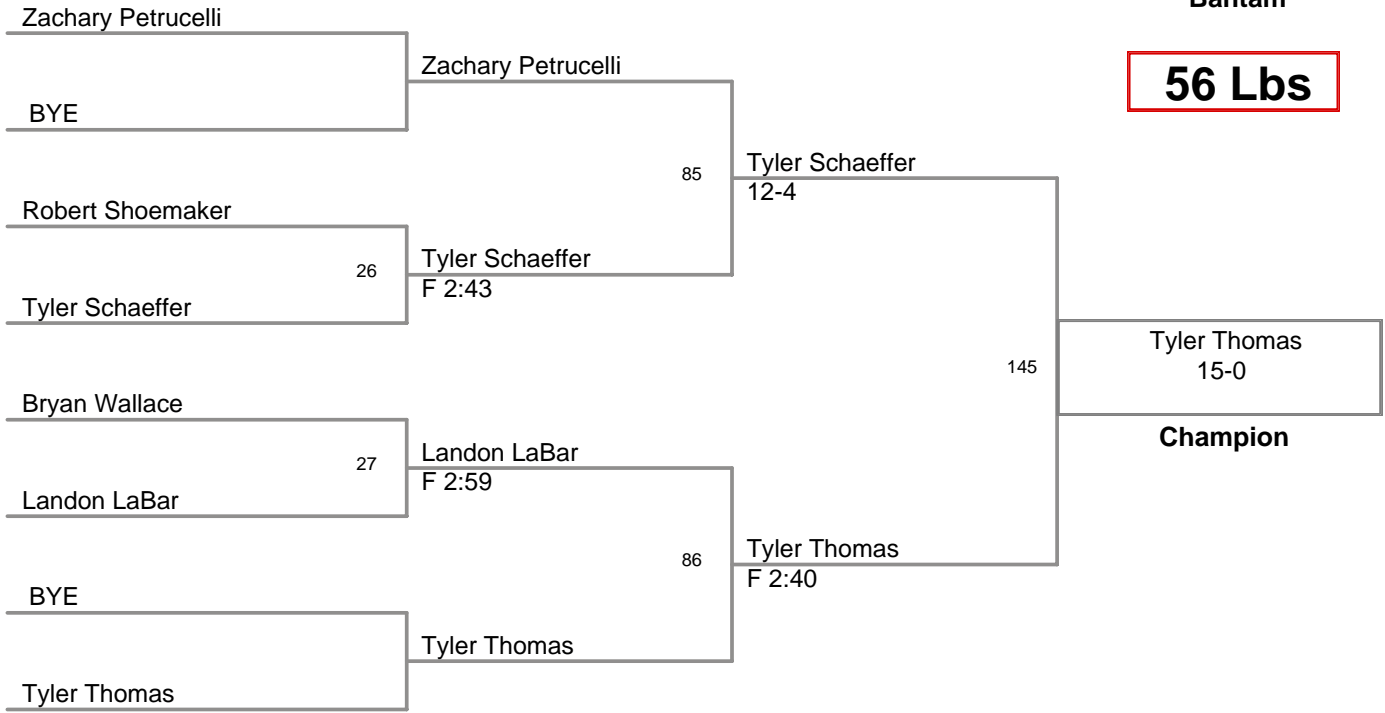 Bantam
56 Lbs
Zachary Petrucelli
BYE
Robert Shoemaker
Tyler Schaeffer
Bryan Wallace
Landon LaBar
BYE
Tyler Thomas
26
27
Zachary Petrucelli
Tyler Schaeffer
F 2:43
Landon LaBar
F 2:59
Tyler Thomas
85
86
Tyler Schaeffer
12-4
Tyler Thomas
F 2:40
145
Tyler Thomas
15-0
Champion